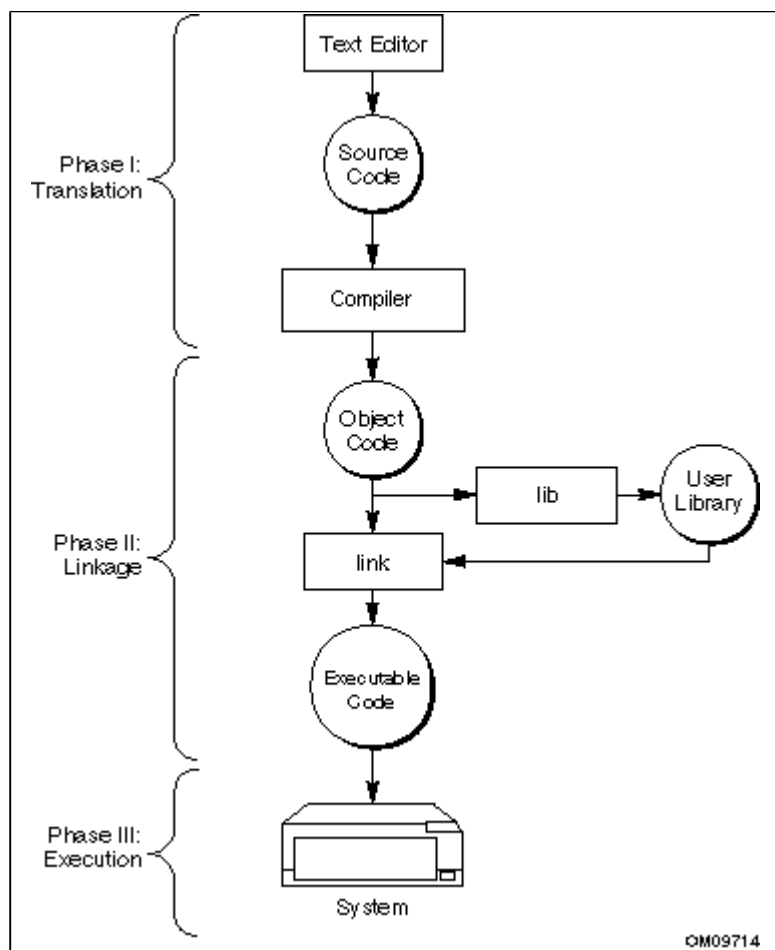 Text Editor
Source
Code
Phase I:
Translation
Compiler
Object
Code
lib
User
Library
Phase II:
Linkage
link
Executable
Code
Phase III:
Execution
System
OM09714